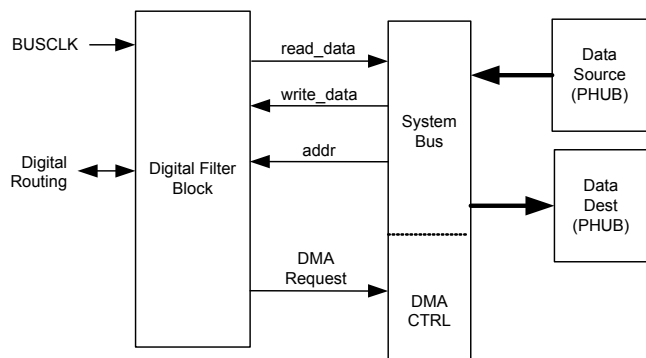 BUSCLK
Digital
Routing
Digital Filter
Block
read_data
write_data
addr
DMA
Request
System
Bus
DMA
CTRL
Data
Source
(PHUB)
Data
Dest
(PHUB)